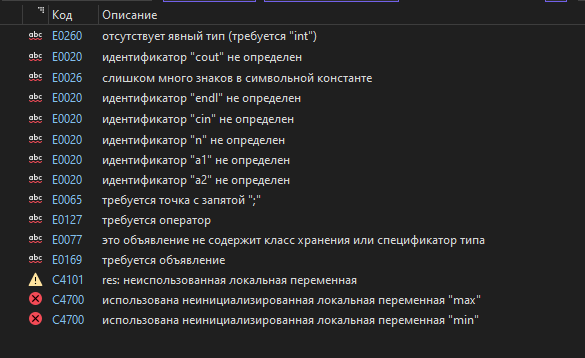 Код Описание
abc E0260 отсутствует явный тип (требуется "int")
abc E0020 идентификатор "cout" не определен
abc E0026 слишком много знаков в символьной константе
abc E0020 идентификатор "endl" не определен
abc E0020 идентификатор "cin" не определен
abc E0020 идентификатор "n" не определен
abc E0020 идентификатор "a1" не определен
abc E0020 идентификатор "a2" не определен
abc E0065 требуется точка с запятой ";"
abc E0127 требуется оператор
abc E0077 это объявление не содержит класс хранения или спецификатор типа
abc E0169 требуется объявление
C4101 res: неиспользованная локальная переменная
C4700 использована неинициализированная локальная переменная "max"
C4700 использована неинициализированная локальная переменная "min"